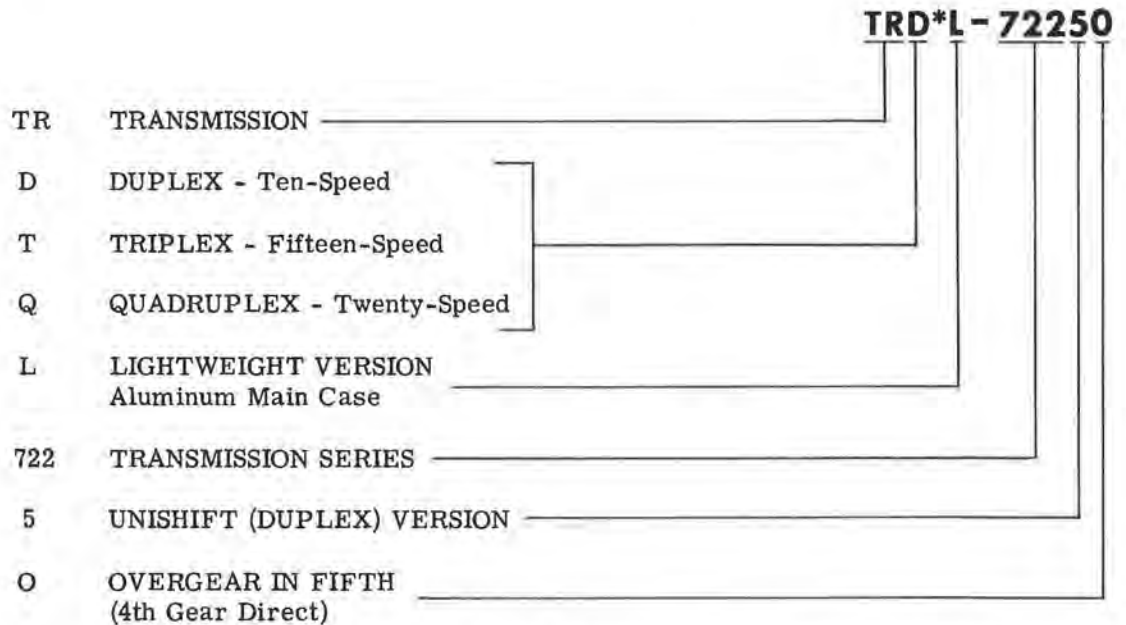 TRD*L - 72250
TR TRANSMISSION
D DUPLEX - Ten-Speed
T TRIPLEX - Fifteen-Speed
Q QUADRUPLEX - Twenty-Speed
L LIGHTWEIGHT VERSION
Aluminum Main Case
722 TRANSMISSION SERIES
5 UNISHIFT (DUPLEX) VERSION
O OVERGEAR IN FIFTH
(4th Gear Direct)